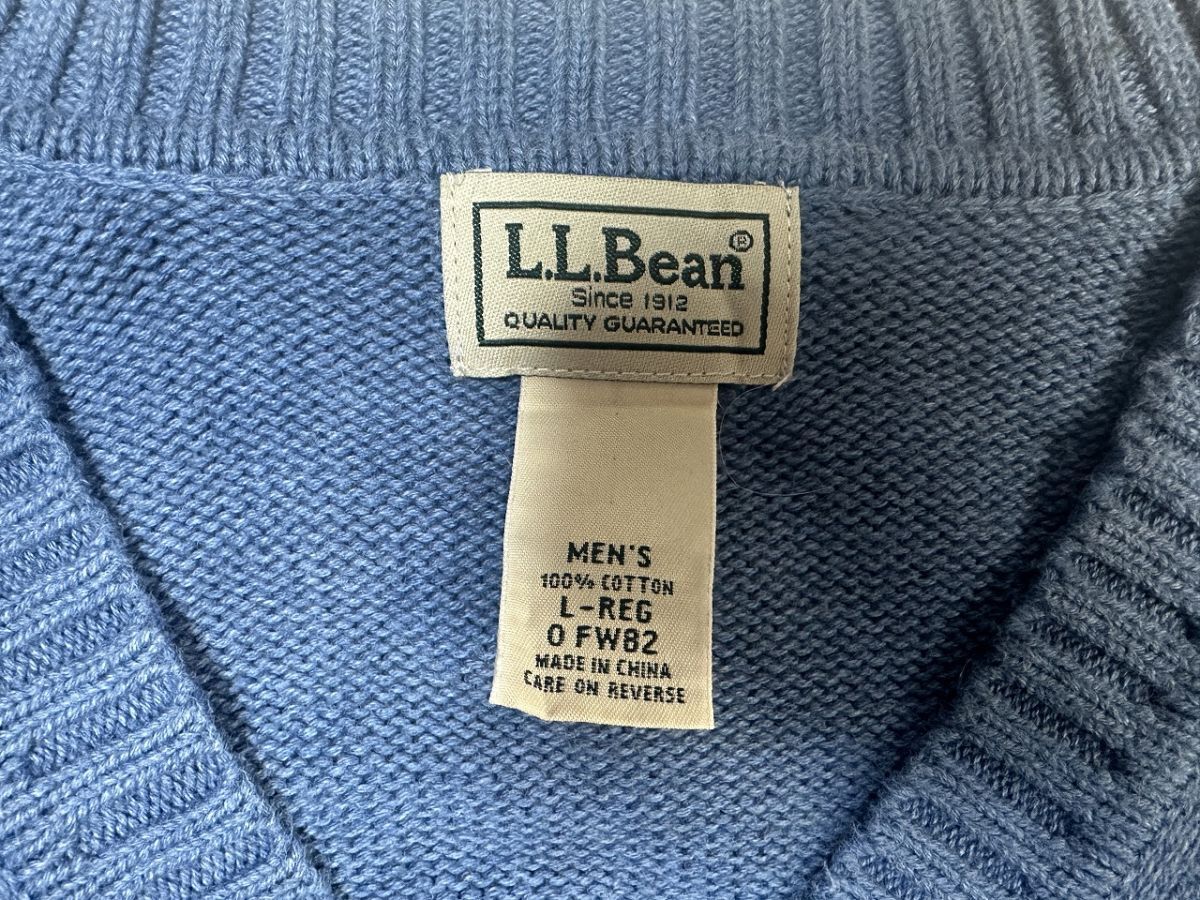 L.L.Bean®
Since 1912
QUALITY GUARANTEED
MEN'S
100% COTTON
L-REG
0 FW82
MADE IN CHINA
CARE ON REVERSE